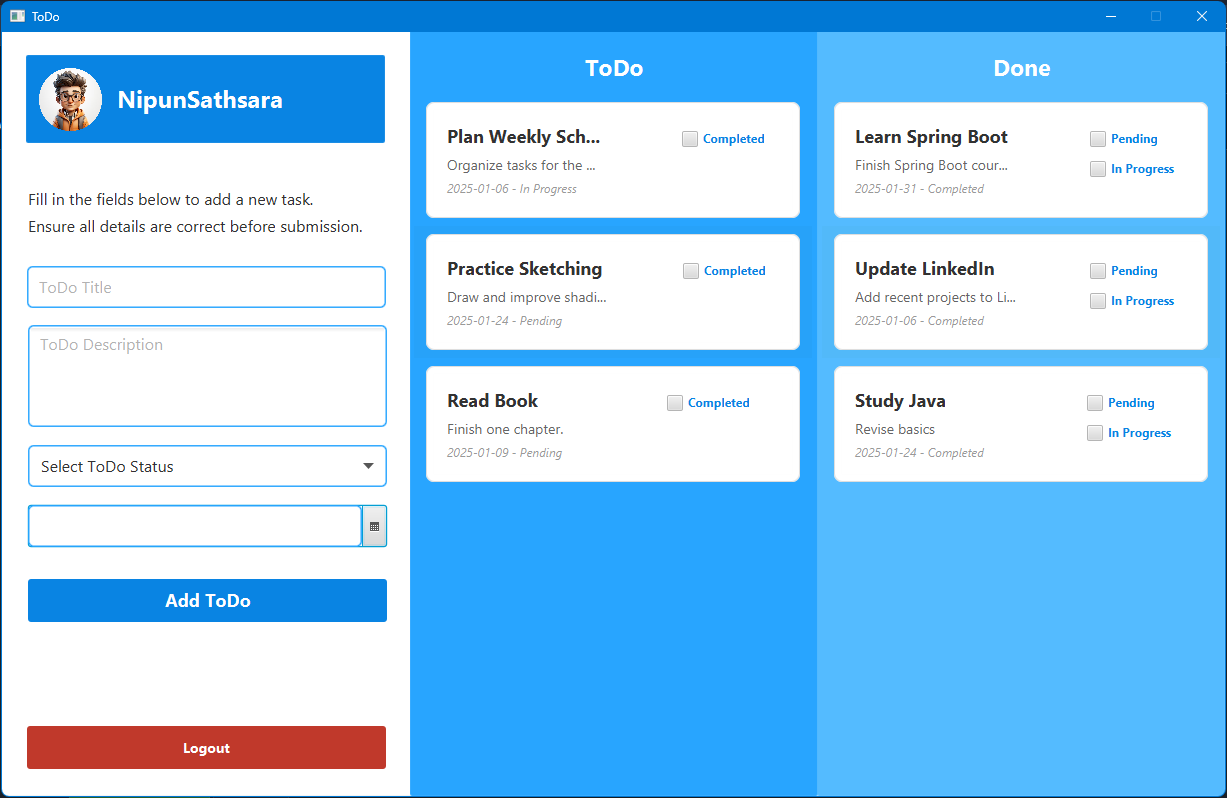 ToDo
NipunSathsara
Fill in the fields below to add a new task.
Ensure all details are correct before submission.
ToDo Title
ToDo Description
Select ToDo Status
Add ToDo
Logout
ToDo
Plan Weekly Sch...
Completed
Organize tasks for the ...
2025-01-06 - In Progress
Practice Sketching
Completed
Draw and improve shadi...
2025-01-24 - Pending
Read Book
Completed
Finish one chapter.
2025-01-09 - Pending
Done
Learn Spring Boot
Pending
Finish Spring Boot cour...
In Progress
2025-01-31 - Completed
Update LinkedIn
Pending
Add recent projects to Li...
In Progress
2025-01-06 - Completed
Study Java
Pending
Revise basics
In Progress
2025-01-24 - Completed